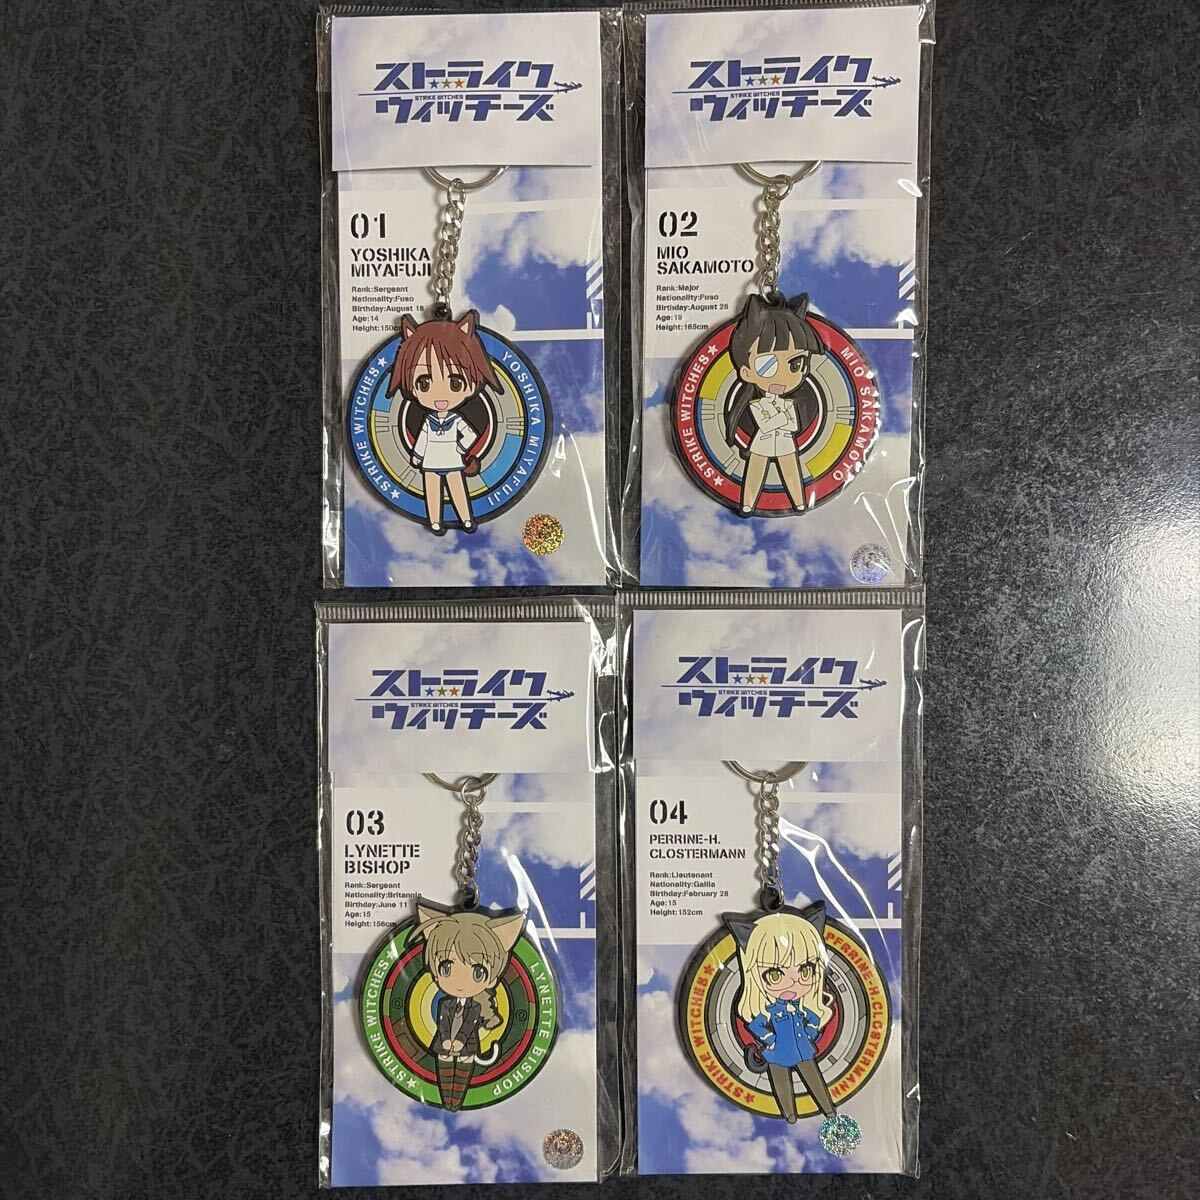 ストライク
STRIKE WITCHES
ウィッチーズ
01
YOSHIKA
MIYAFUJI
Rank:Sergeant
Nationality:Fuso
Birthday:August 18
Age:14
Height:150c
★STRIKE WITCHES★
YOSHIKA MIYAFUJI
ストライク
STRIKE WITCHES
ウィッチーズ
02
MIO
SAKAMOTO
Rank:Major
Nationality:Fuso
Birthday:August 26
Age:19
Height:165cm
★STRIKE WITCHES★
MIO SAKAMOTO
ストライク
STRIKE WITCHES
ウィッチーズ
03
LYNETTE
BISHOP
Rank:Sergeant
Nationality:Britannia
Birthday:June 11
Age:15
Height:156cm
★STRIKE WITCHES★
LYNETTE BISHOP
ストライク
STRIKE WITCHES
ウィッチーズ
04
PERRINE-H.
CLOSTERMANN
Rank:Lieutenant
Nationality:Gallia
Birthday:February 28
Age:15
Height:152cm
★STRIKE WITCHES★
PERRINE-H.CLOSTERMANN